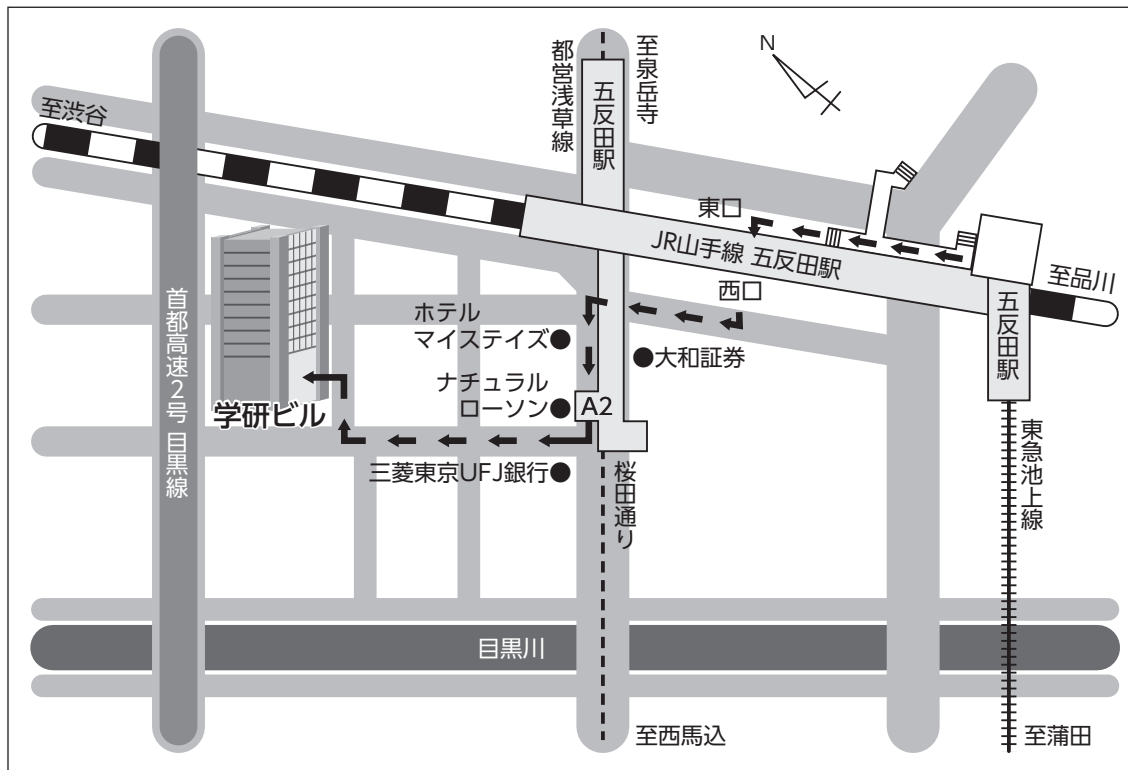 N
至渋谷
都営浅草線
五反田駅
至泉岳寺
東口
JR山手線 五反田駅
西口
至品川
五反田駅
ホテル
マイステイズ●
●大和証券
ナチュラル
ローソン●
A2
学研ビル
三菱東京UFJ銀行●
首都高速2号 目黒線
桜田通り
東急池上線
目黒川
至西馬込
至蒲田